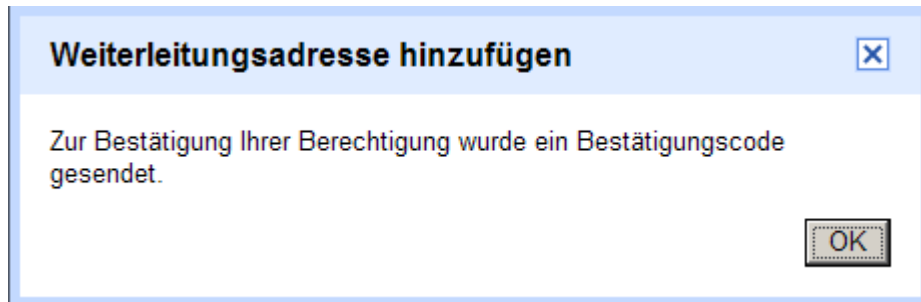 Weiterleitungsadresse hinzufügen
Zur Bestätigung Ihrer Berechtigung wurde ein Bestätigungscode
gesendet.
OK